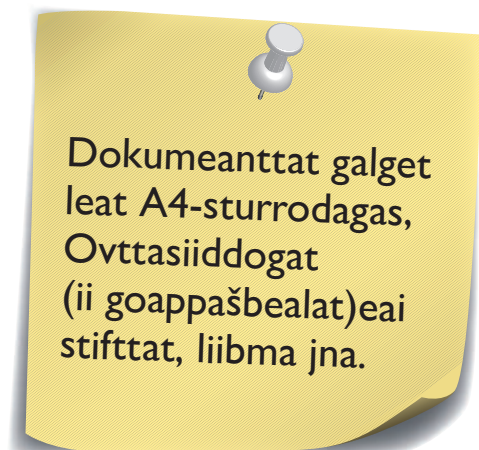 Dokumeanttat galget
leat A4-sturrodagas,
Ovttasiiddogat
(ii goappašbealat)eai
stifttat, liibma jna.